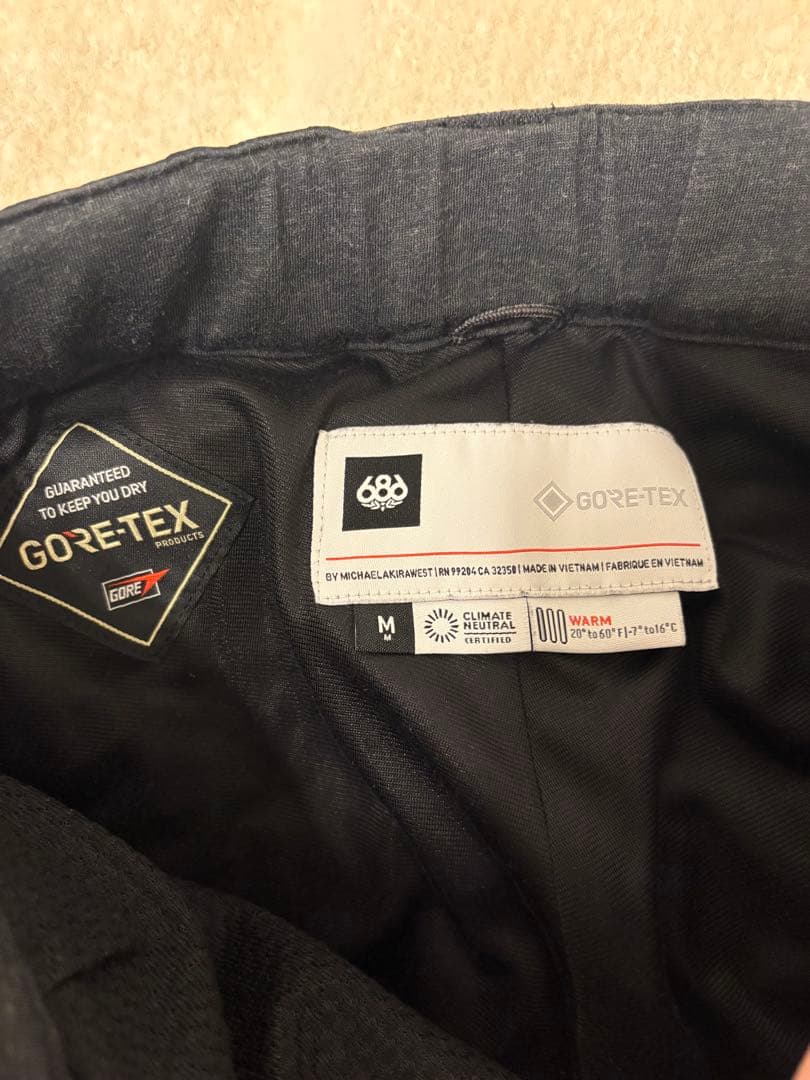 GUARANTEED
TO KEEP YOU DRY
GORE-TEX
PRODUCTS
GORE
686
GORE-TEX
BY MICHAELAKIRAWEST | RN 99204 CA 32350 | MADE IN VIETNAM | FABRIQUE EN VIETNAM
M
M
CLIMATE
NEUTRAL
CERTIFIED
WARM
20° to 60° F | -7° to 16° C